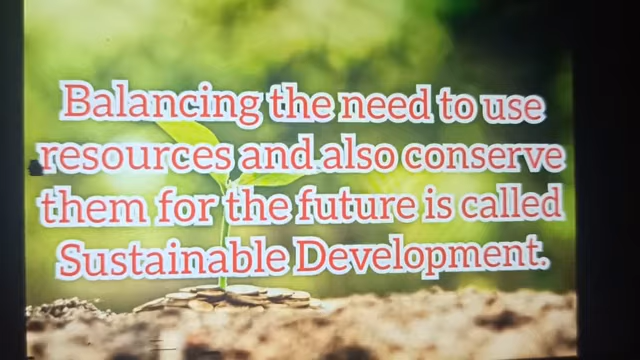 Balancing the need to use
resources and also conserve
them for the future is called
Sustainable Development.